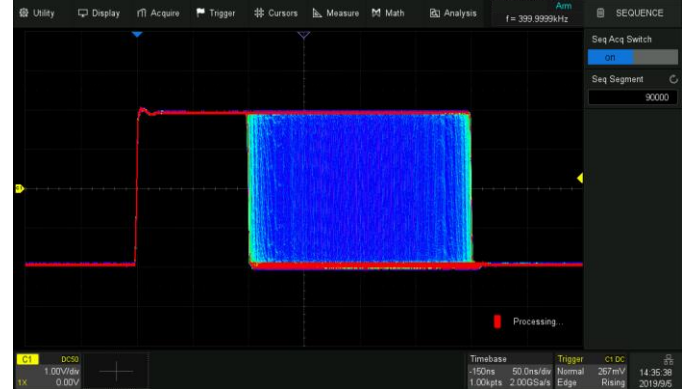 Utility Display Acquire Trigger Cursors Measure Math Analysis
Arm
f = 399.9999kHz
SEQUENCE
Seq Acq Switch
on
Seq Segment
90000
Processing...
C1 DC50
1.00V/div
1X 0.00V
Timebase
-150ns 50.0ns/div
1.00kpts 2.00GSa/s
Trigger C1 DC
Normal 267mV
Edge Rising
14:35:38
2019/9/5